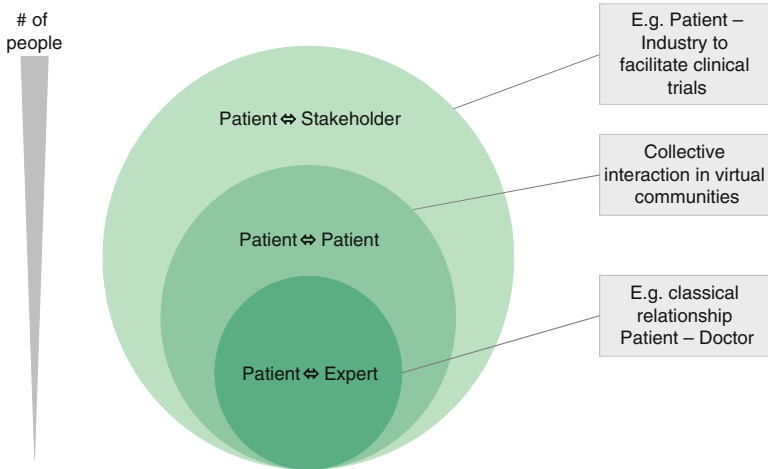 # of
people
Patient ⇔ Stakeholder
Patient ⇔ Patient
Patient ⇔ Expert
E.g. Patient –
Industry to
facilitate clinical
trials
Collective
interaction in virtual
communities
E.g. classical
relationship
Patient – Doctor